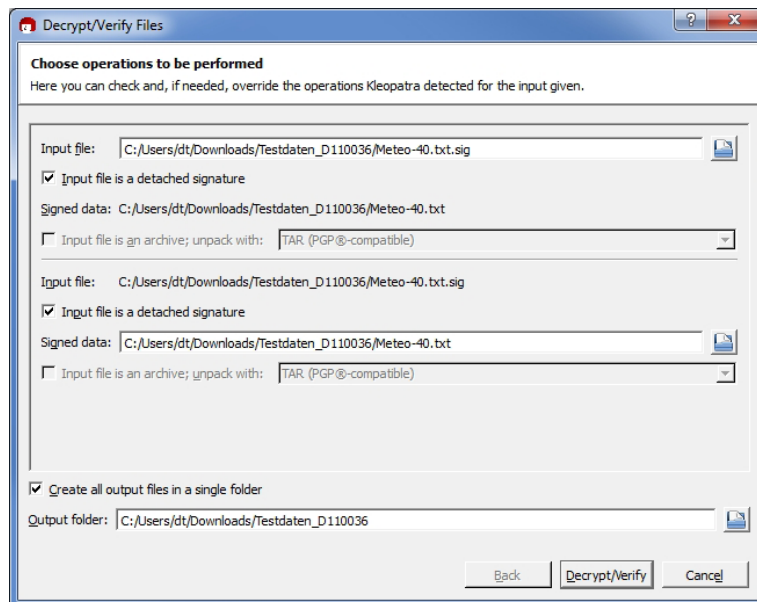 Decrypt/Verify Files
Choose operations to be performed
Here you can check and, if needed, override the operations Kleopatra detected for the input given.
Input file: C:/Users/dt/Downloads/Testdaten_D110036/Meteo-40.txt.sig
Input file is a detached signature
Signed data: C:/Users/dt/Downloads/Testdaten_D110036/Meteo-40.txt
Input file is an archive; unpack with: TAR (PGP®-compatible)
Input file: C:/Users/dt/Downloads/Testdaten_D110036/Meteo-40.txt.sig
Input file is a detached signature
Signed data: C:/Users/dt/Downloads/Testdaten_D110036/Meteo-40.txt
Input file is an archive; unpack with: TAR (PGP®-compatible)
Create all output files in a single folder
Output folder: C:/Users/dt/Downloads/Testdaten_D110036
Back Decrypt/Verify Cancel